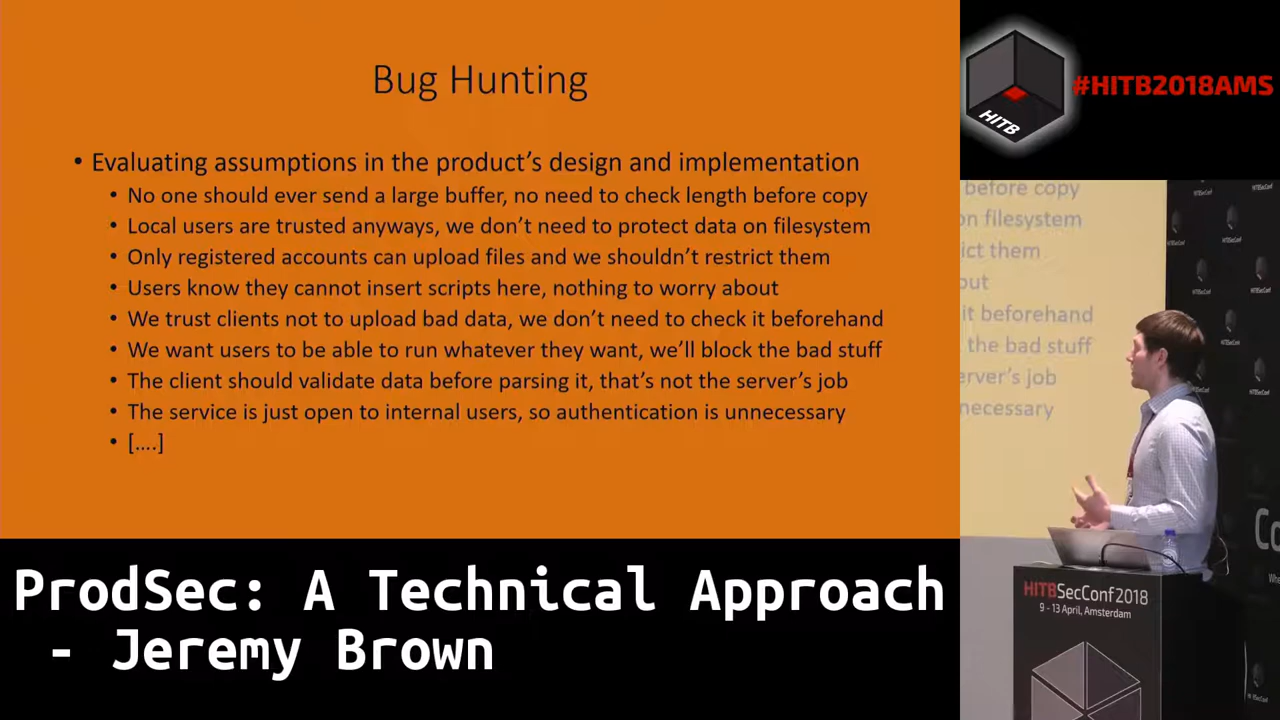 Bug Hunting
• Evaluating assumptions in the product's design and implementation
• No one should ever send a large buffer, no need to check length before copy
• Local users are trusted anyways, we don't need to protect data on filesystem
• Only registered accounts can upload files and we shouldn't restrict them
• Users know they cannot insert scripts here, nothing to worry about
• We trust clients not to upload bad data, we don't need to check it beforehand
• We want users to be able to run whatever they want, we'll block the bad stuff
• The client should validate data before parsing it, that's not the server's job
• The service is just open to internal users, so authentication is unnecessary
• [....]
ProdSec: A Technical Approach
- Jeremy Brown
HITB
#HITB2018AMS
before copy
on filesystem
ict them
out
it beforehand
the bad stuff
erver's job
necessary
HITBSecConf2018
9 - 13 April, Amsterdam
Co